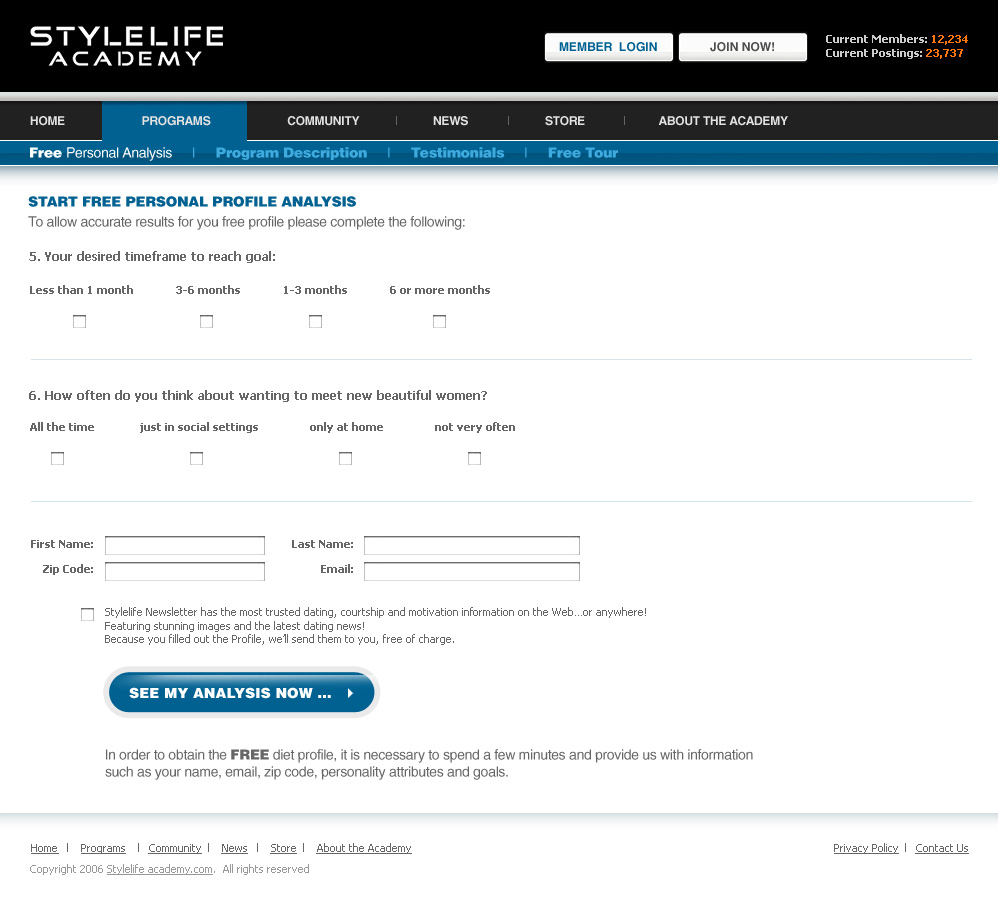 STYLELIFE
ACADEMY
MEMBER LOGIN
JOIN NOW!
Current Members: 12,234
Current Postings: 23,737
HOME PROGRAMS COMMUNITY | NEWS | STORE | ABOUT THE ACADEMY
Free Personal Analysis | Program Description | Testimonials | Free Tour
START FREE PERSONAL PROFILE ANALYSIS
To allow accurate results for you free profile please complete the following:
5. Your desired timeframe to reach goal:
Less than 1 month 3-6 months 1-3 months 6 or more months
6. How often do you think about wanting to meet new beautiful women?
All the time just in social settings only at home not very often
First Name: Last Name:
Zip Code: Email:
Stylelife Newsletter has the most trusted dating, courtship and motivation information on the Web...or anywhere!
Featuring stunning images and the latest dating news!
Because you filled out the Profile, we'll send them to you, free of charge.
SEE MY ANALYSIS NOW ...
In order to obtain the FREE diet profile, it is necessary to spend a few minutes and provide us with information
such as your name, email, zip code, personality attributes and goals.
Home | Programs | Community | News | Store | About the Academy Privacy Policy | Contact Us
Copyright 2006 Stylelife academy.com. All rights reserved